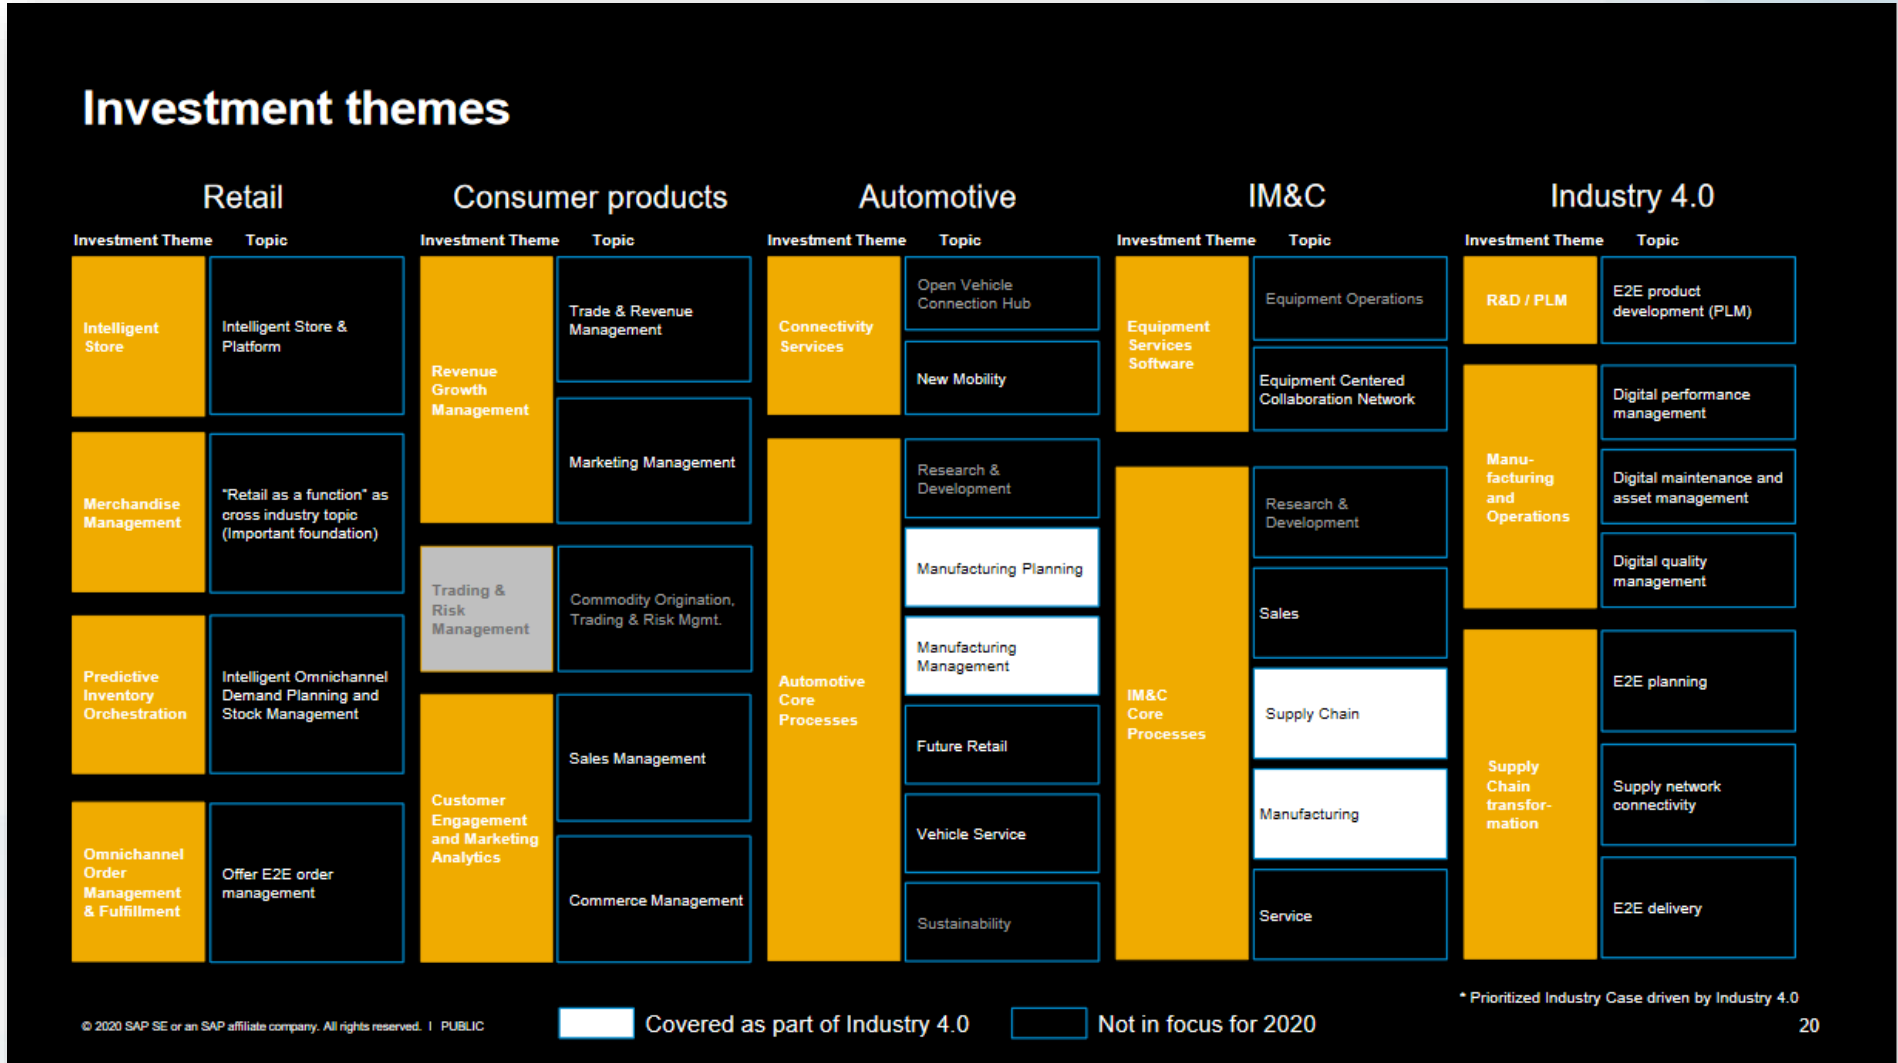 Investment themes
Retail
Investment Theme
Topic
Intelligent
Store
Intelligent Store &
Platform
Merchandise
Management
“Retail as a function” as
cross industry topic
(Important foundation)
Predictive
Inventory
Orchestration
Intelligent Omnichannel
Demand Planning and
Stock Management
Omnichannel
Order
Management
& Fulfillment
Offer E2E order
management
Consumer products
Investment Theme
Topic
Revenue
Growth
Management
Trade & Revenue
Management
Marketing Management
Trading &
Risk
Management
Commodity Origination,
Trading & Risk Mgmt.
Customer
Engagement
and Marketing
Analytics
Sales Management
Commerce Management
Automotive
Investment Theme
Topic
Connectivity
Services
Open Vehicle
Connection Hub
New Mobility
Automotive
Core
Processes
Research &
Development
Manufacturing Planning
Manufacturing
Management
Future Retail
Vehicle Service
Sustainability
IM&C
Investment Theme
Topic
Equipment
Services
Software
Equipment Operations
Equipment Centered
Collaboration Network
IM&C
Core
Processes
Research &
Development
Sales
Supply Chain
Manufacturing
Service
Industry 4.0
Investment Theme
Topic
R&D / PLM
E2E product
development (PLM)
Manu-
facturing
and
Operations
Digital performance
management
Digital maintenance and
asset management
Digital quality
management
Supply
Chain
transfor-
mation
E2E planning
Supply network
connectivity
E2E delivery
* Prioritized Industry Case driven by Industry 4.0
© 2020 SAP SE or an SAP affiliate company. All rights reserved. I PUBLIC
Covered as part of Industry 4.0
Not in focus for 2020
20